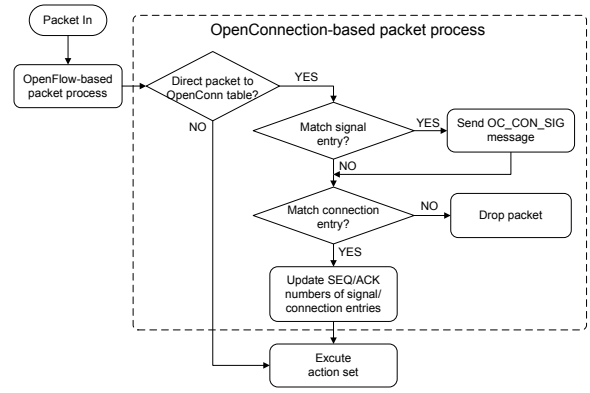 Packet In
OpenConnection-based packet process
OpenFlow-based
packet process
Direct packet to
OpenConn table?
YES
NO
Match signal
entry?
YES
Send OC_CON_SIG
message
NO
Match connection
entry?
NO
Drop packet
YES
Update SEQ/ACK
numbers of signal/
connection entries
Excute
action set